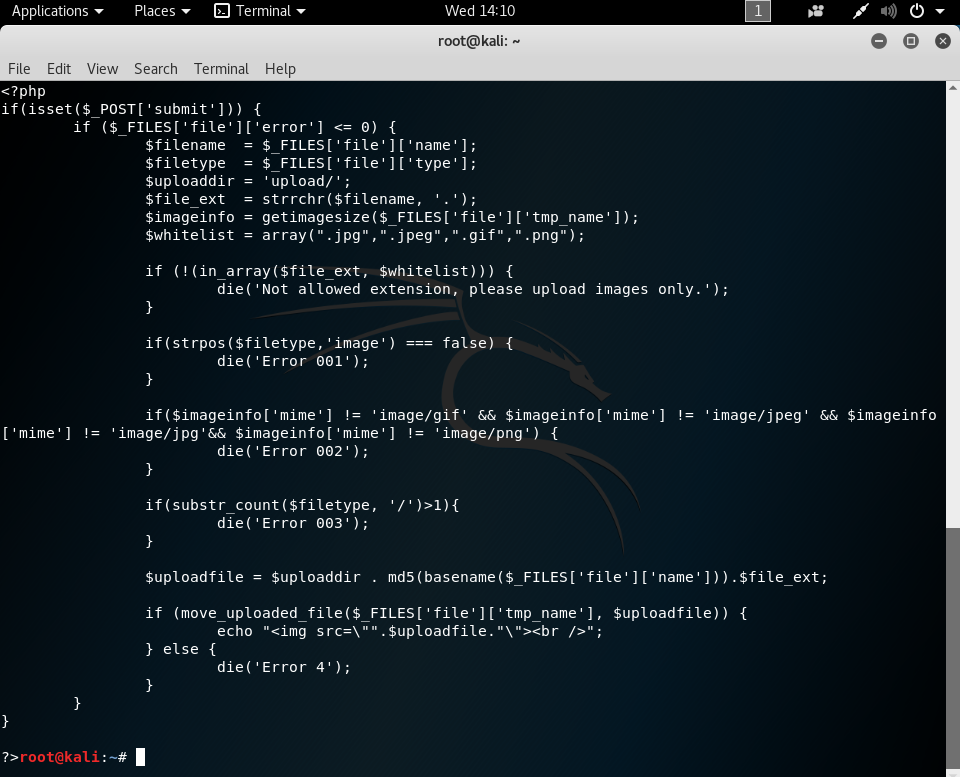 Applications Places Terminal Wed 14:10 1
root@kali: ~
File Edit View Search Terminal Help
<?php
if(isset($_POST['submit'])) {
        if ($_FILES['file']['error'] <= 0) {
                $filename  = $_FILES['file']['name'];
                $filetype  = $_FILES['file']['type'];
                $uploaddir = 'upload/';
                $file_ext  = strrchr($filename, '.');
                $imageinfo = getimagesize($_FILES['file']['tmp_name']);
                $whitelist = array(".jpg",".jpeg",".gif",".png");

                if (!(in_array($file_ext, $whitelist))) {
                        die('Not allowed extension, please upload images only.');
                }

                if(strpos($filetype,'image') === false) {
                        die('Error 001');
                }

                if($imageinfo['mime'] != 'image/gif' && $imageinfo['mime'] != 'image/jpeg' && $imageinfo
['mime'] != 'image/jpg'&& $imageinfo['mime'] != 'image/png') {
                        die('Error 002');
                }

                if(substr_count($filetype, '/')>1){
                        die('Error 003');
                }

                $uploadfile = $uploaddir . md5(basename($_FILES['file']['name'])).$file_ext;

                if (move_uploaded_file($_FILES['file']['tmp_name'], $uploadfile)) {
                        echo "<img src=\"".$uploadfile."\"><br />";
                } else {
                        die('Error 4');
                }
        }
}

?>root@kali:~#